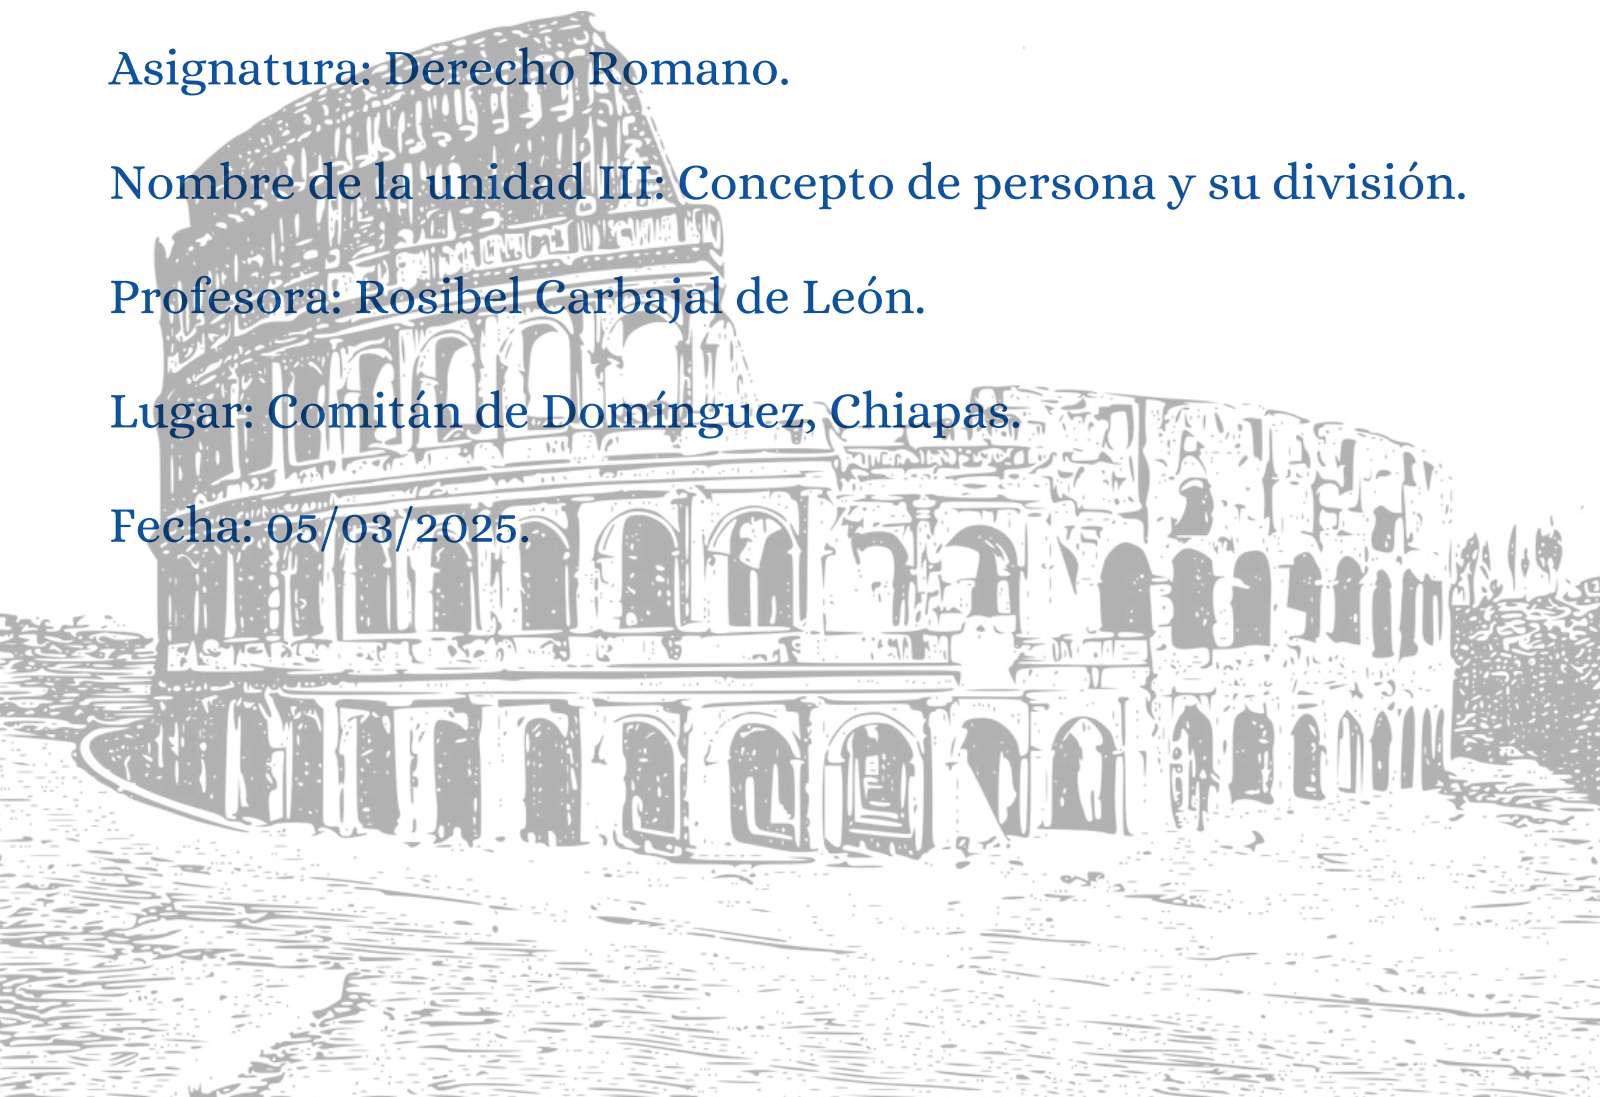 Asignatura: Derecho Romano.
Nombre de la unidad III: Concepto de persona y su división.
Profesora: Rosibel Carbajal de León.
Lugar: Comitán de Domínguez, Chiapas.
Fecha: 05/03/2025.